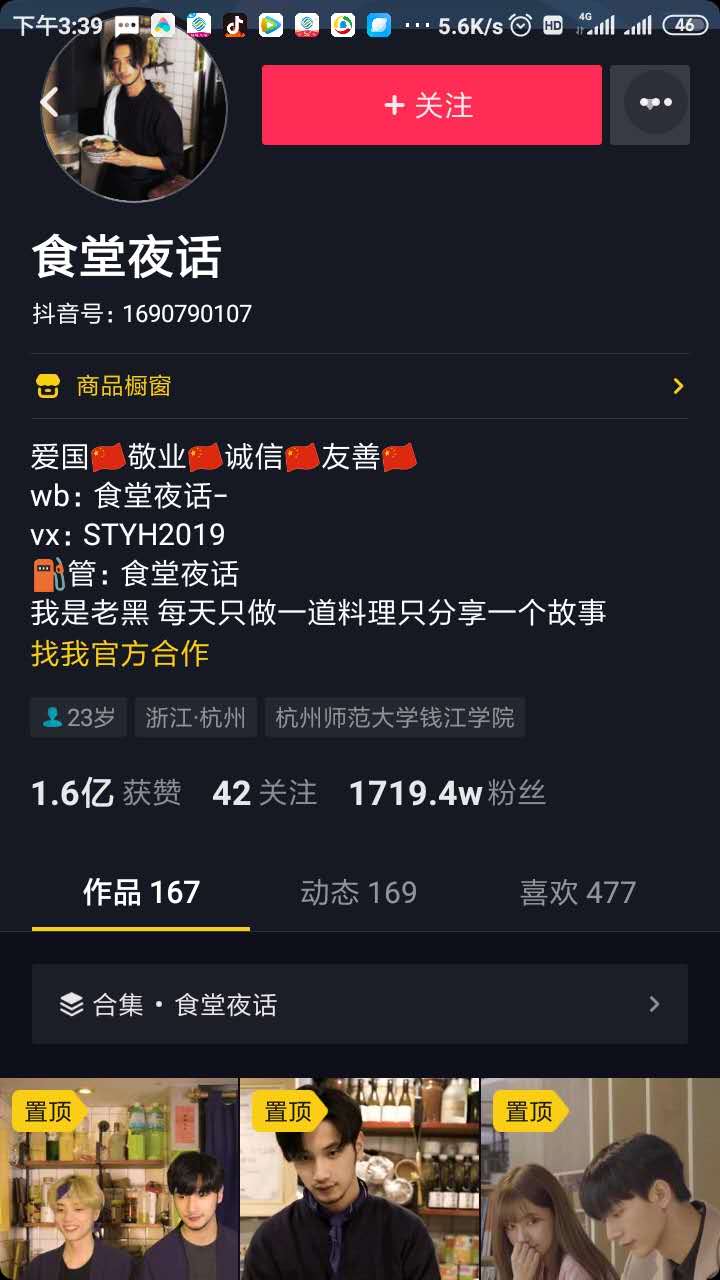 下午3:39
5.6K/s
HD
4G
46
+ 关注
食堂夜话
抖音号: 1690790107
商品橱窗
爱国🇨🇳敬业🇨🇳诚信🇨🇳友善🇨🇳
wb: 食堂夜话-
vx: STYH2019
⛽管: 食堂夜话
我是老黑 每天只做一道料理只分享一个故事
找我官方合作
23岁 浙江·杭州 杭州师范大学钱江学院
1.6亿 获赞 42 关注 1719.4w 粉丝
作品 167 动态 169 喜欢 477
合集 • 食堂夜话
置顶 置顶 置顶